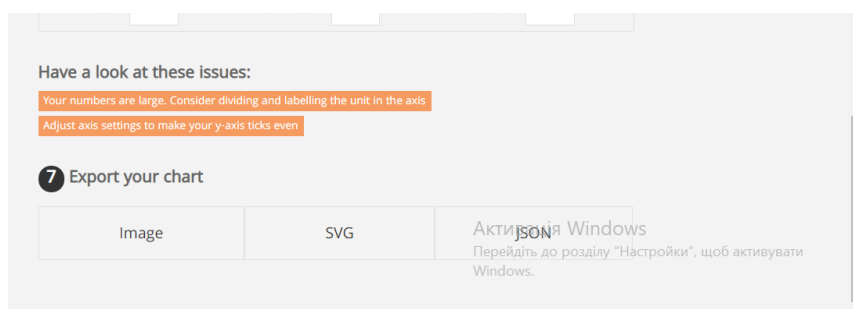 Have a look at these issues:
Your numbers are large. Consider dividing and labelling the unit in the axis
Adjust axis settings to make your y-axis ticks even
7 Export your chart
Image SVG JSON
Активація Windows
Перейдіть до розділу "Настройки", щоб активувати
Windows.